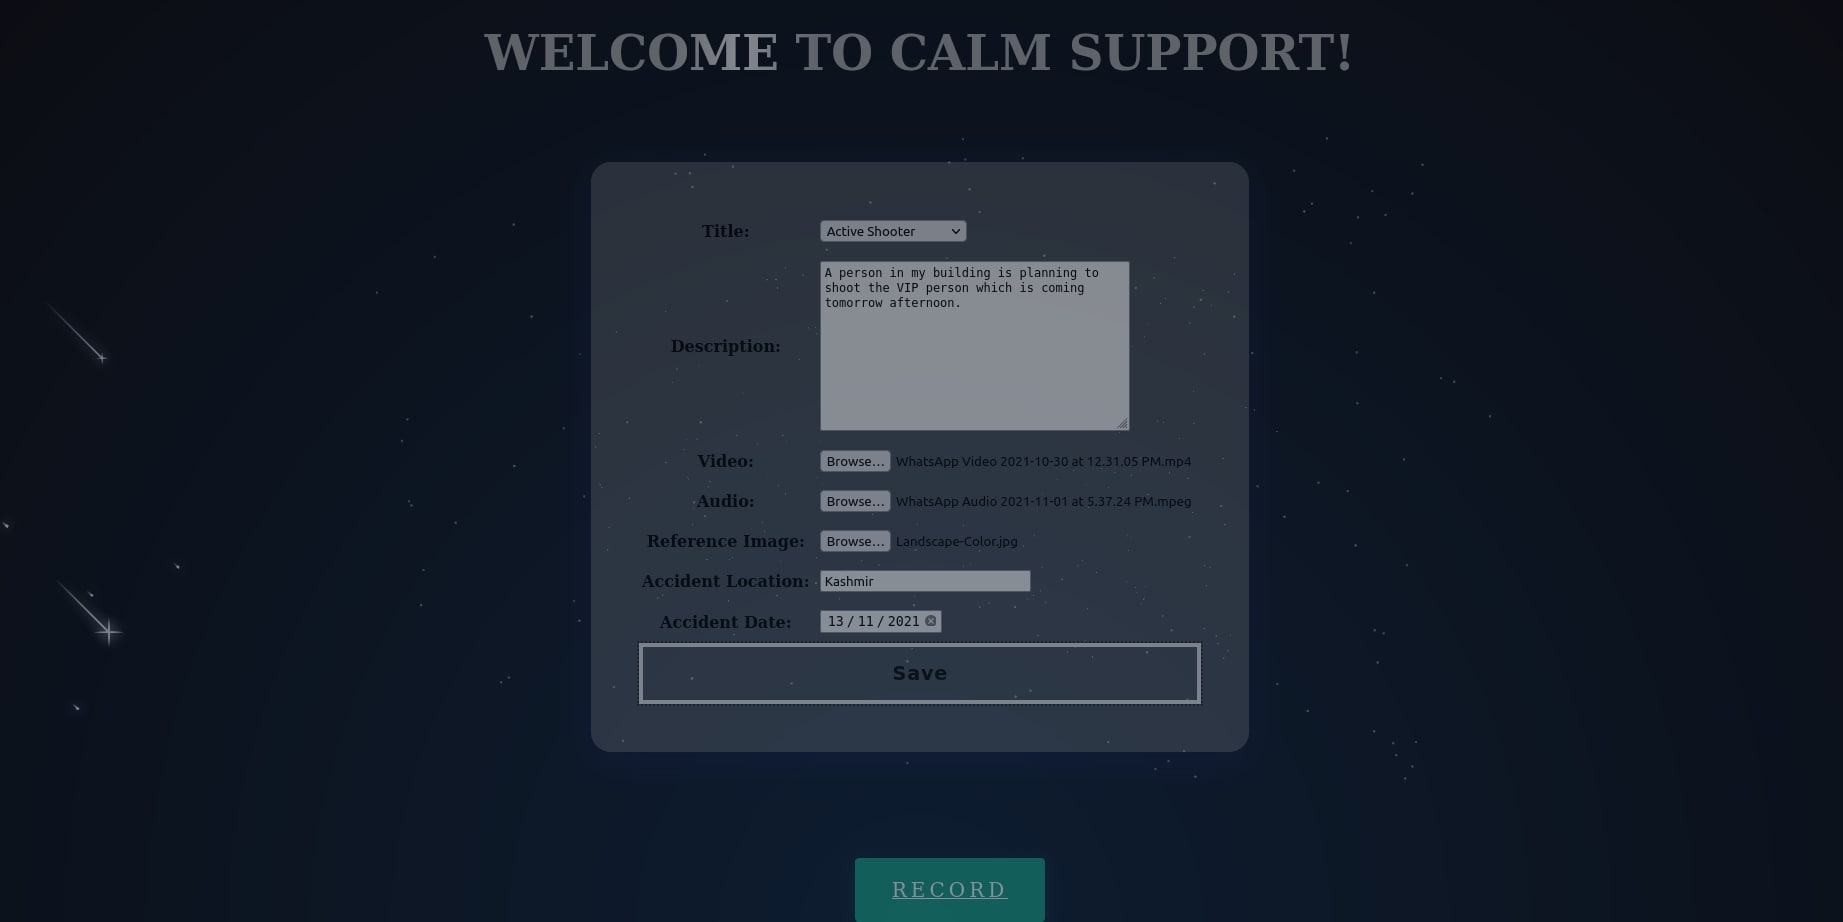 WELCOME TO CALM SUPPORT!
Title: Active Shooter
A person in my building is planning to
shoot the VIP person which is coming
tomorrow afternoon.
Description:
Video: Browse... WhatsApp Video 2021-10-30 at 12.31.05 PM.mp4
Audio: Browse... WhatsApp Audio 2021-11-01 at 5.37.24 PM.mpeg
Reference Image: Browse... Landscape-Color.jpg
Accident Location: Kashmir
Accident Date: 13 / 11 / 2021
Save
RECORD